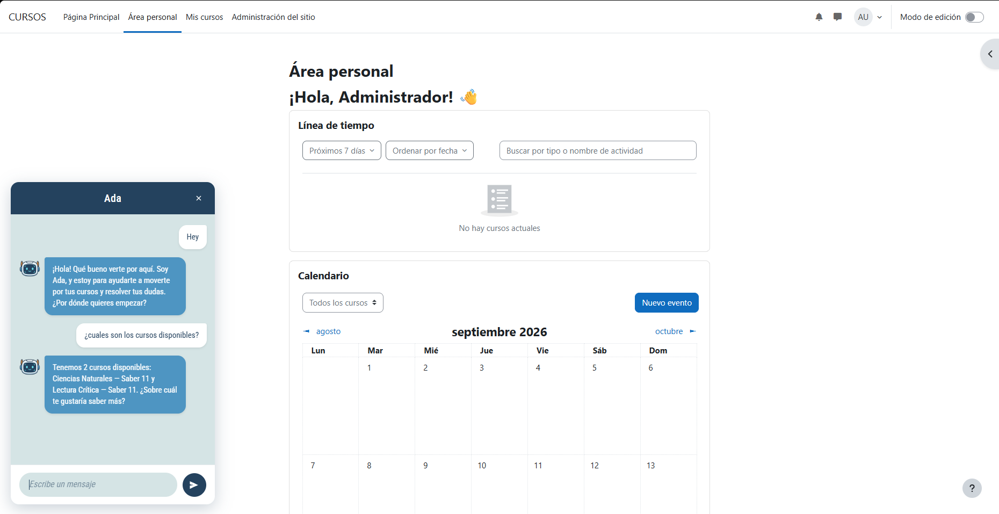 CURSOS
Página Principal
Área personal
Mis cursos
Administración del sitio
AU
Modo de edición
Área personal
¡Hola, Administrador! 👋
Línea de tiempo
Próximos 7 días
Ordenar por fecha
Buscar por tipo o nombre de actividad
No hay cursos actuales
Calendario
Todos los cursos
Nuevo evento
◄ agosto
septiembre 2026
octubre ►
Lun Mar Mié Jue Vie Sáb Dom
1 2 3 4 5 6
7 8 9 10 11 12 13
Ada
×
Hey
¡Hola! Qué bueno verte por aquí. Soy
Ada, y estoy para ayudarte a moverte
por tus cursos y resolver tus dudas.
¿Por dónde quieres empezar?
¿cuales son los cursos disponibles?
Tenemos 2 cursos disponibles:
Ciencias Naturales – Saber 11 y
Lectura Crítica – Saber 11. ¿Sobre cuál
te gustaría saber más?
Escribe un mensaje
?